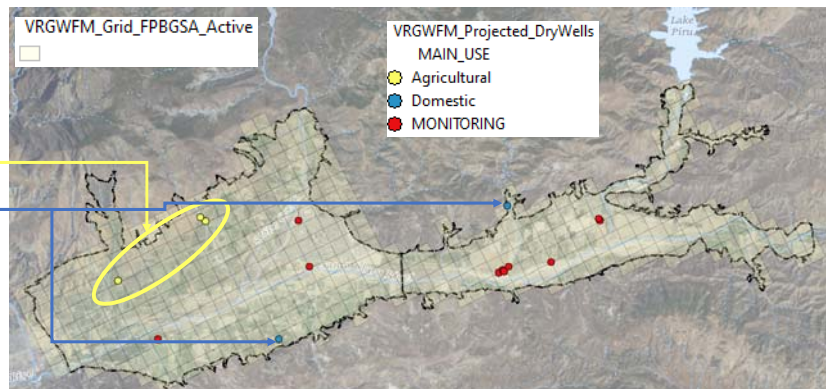 VRGWFM_Grid_FPBGSA_Active
VRGWFM_Projected_DryWells
MAIN_USE
Agricultural
Domestic
MONITORING
Lake
Piru